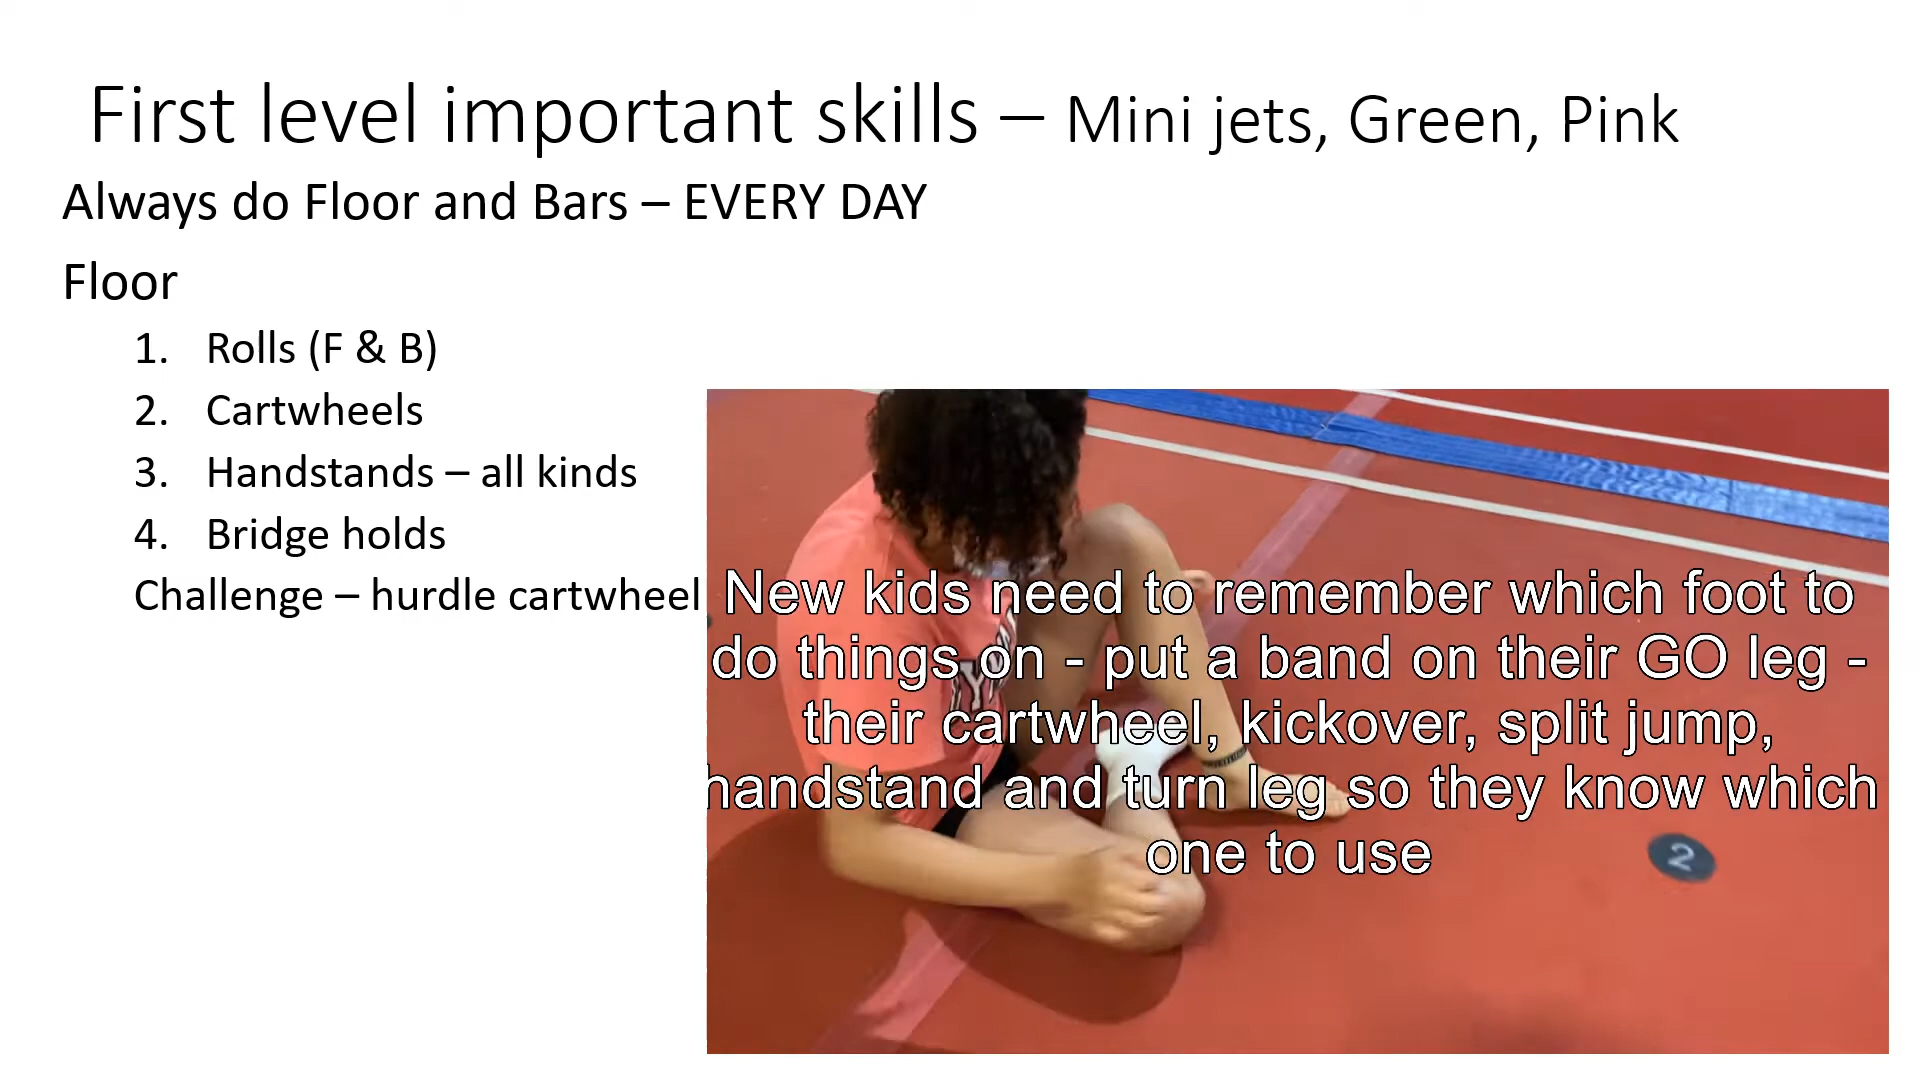 First level important skills – Mini jets, Green, Pink
Always do Floor and Bars – EVERY DAY
Floor
1. Rolls (F & B)
2. Cartwheels
3. Handstands – all kinds
4. Bridge holds
Challenge – hurdle cartwheel
New kids need to remember which foot to
do things on - put a band on their GO leg -
their cartwheel, kickover, split jump,
handstand and turn leg so they know which
one to use
2